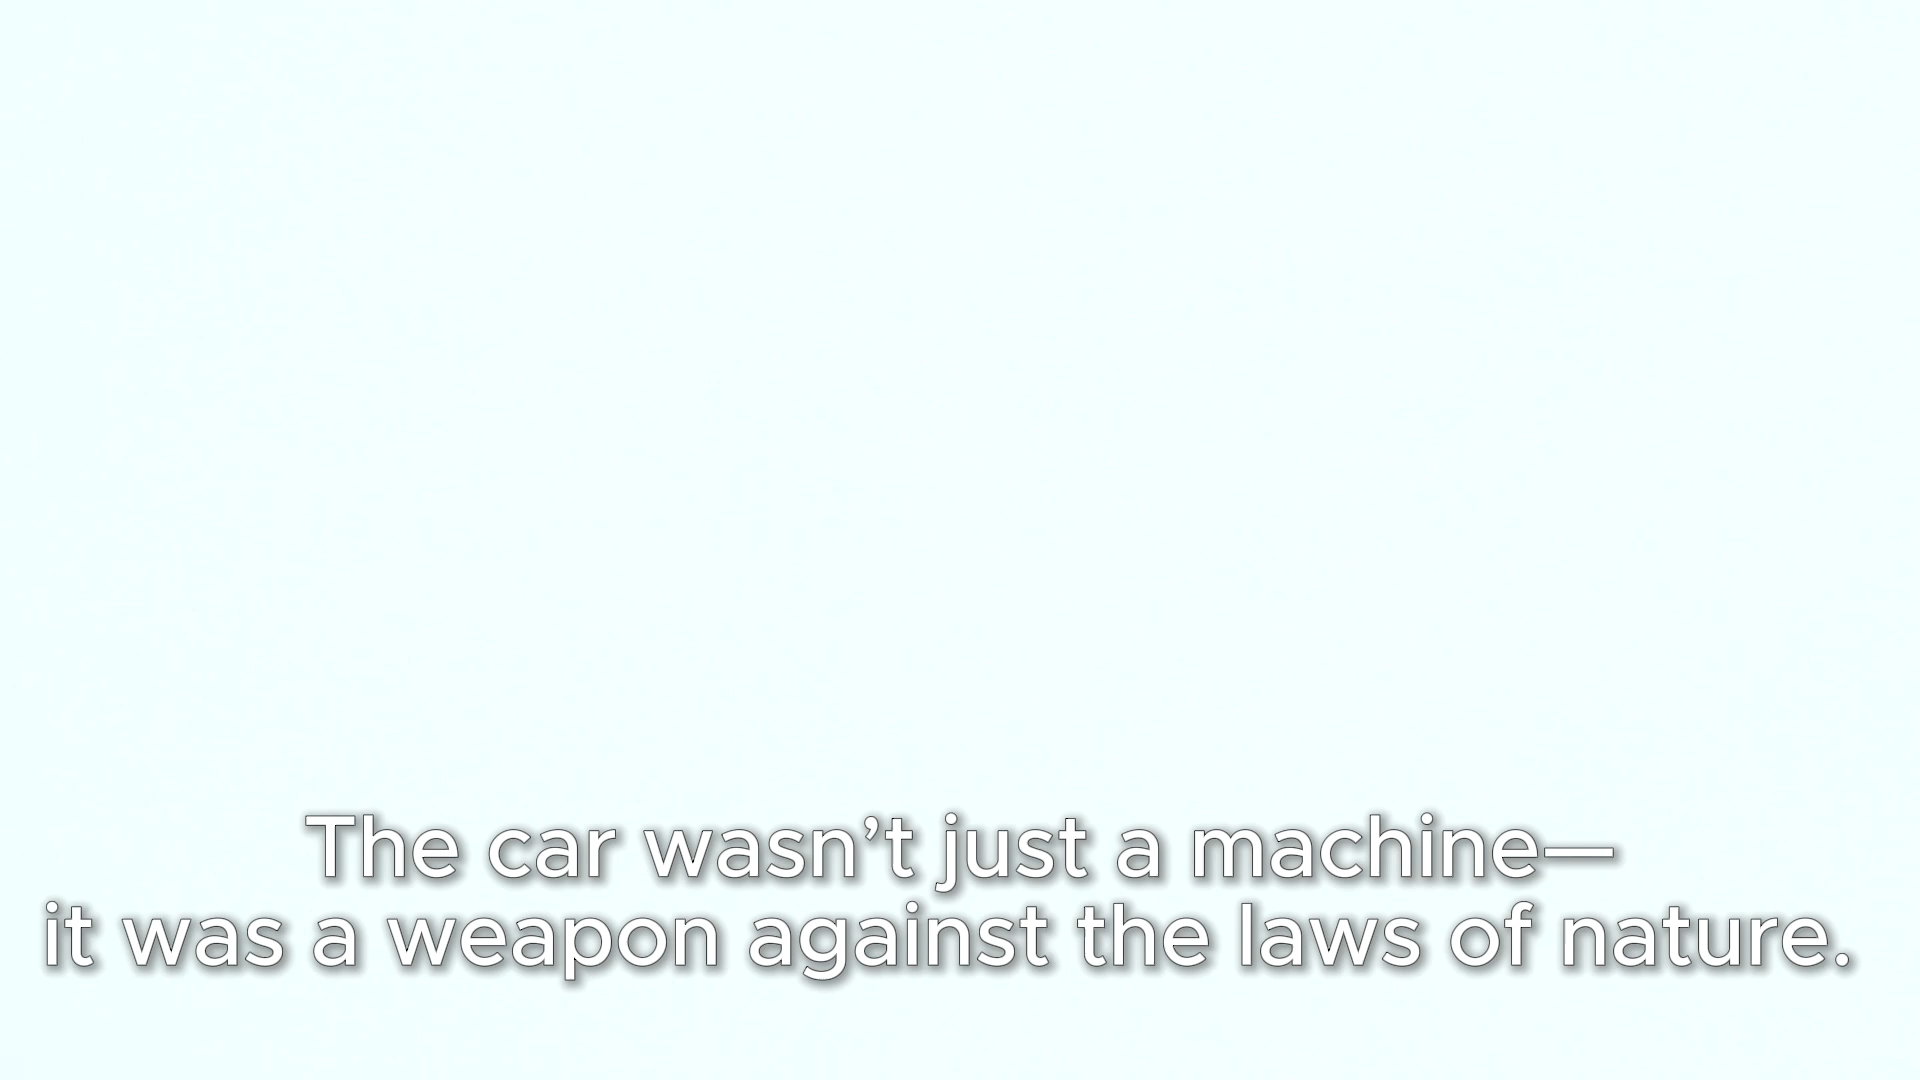 The car wasn’t just a machine—
it was a weapon against the laws of nature.